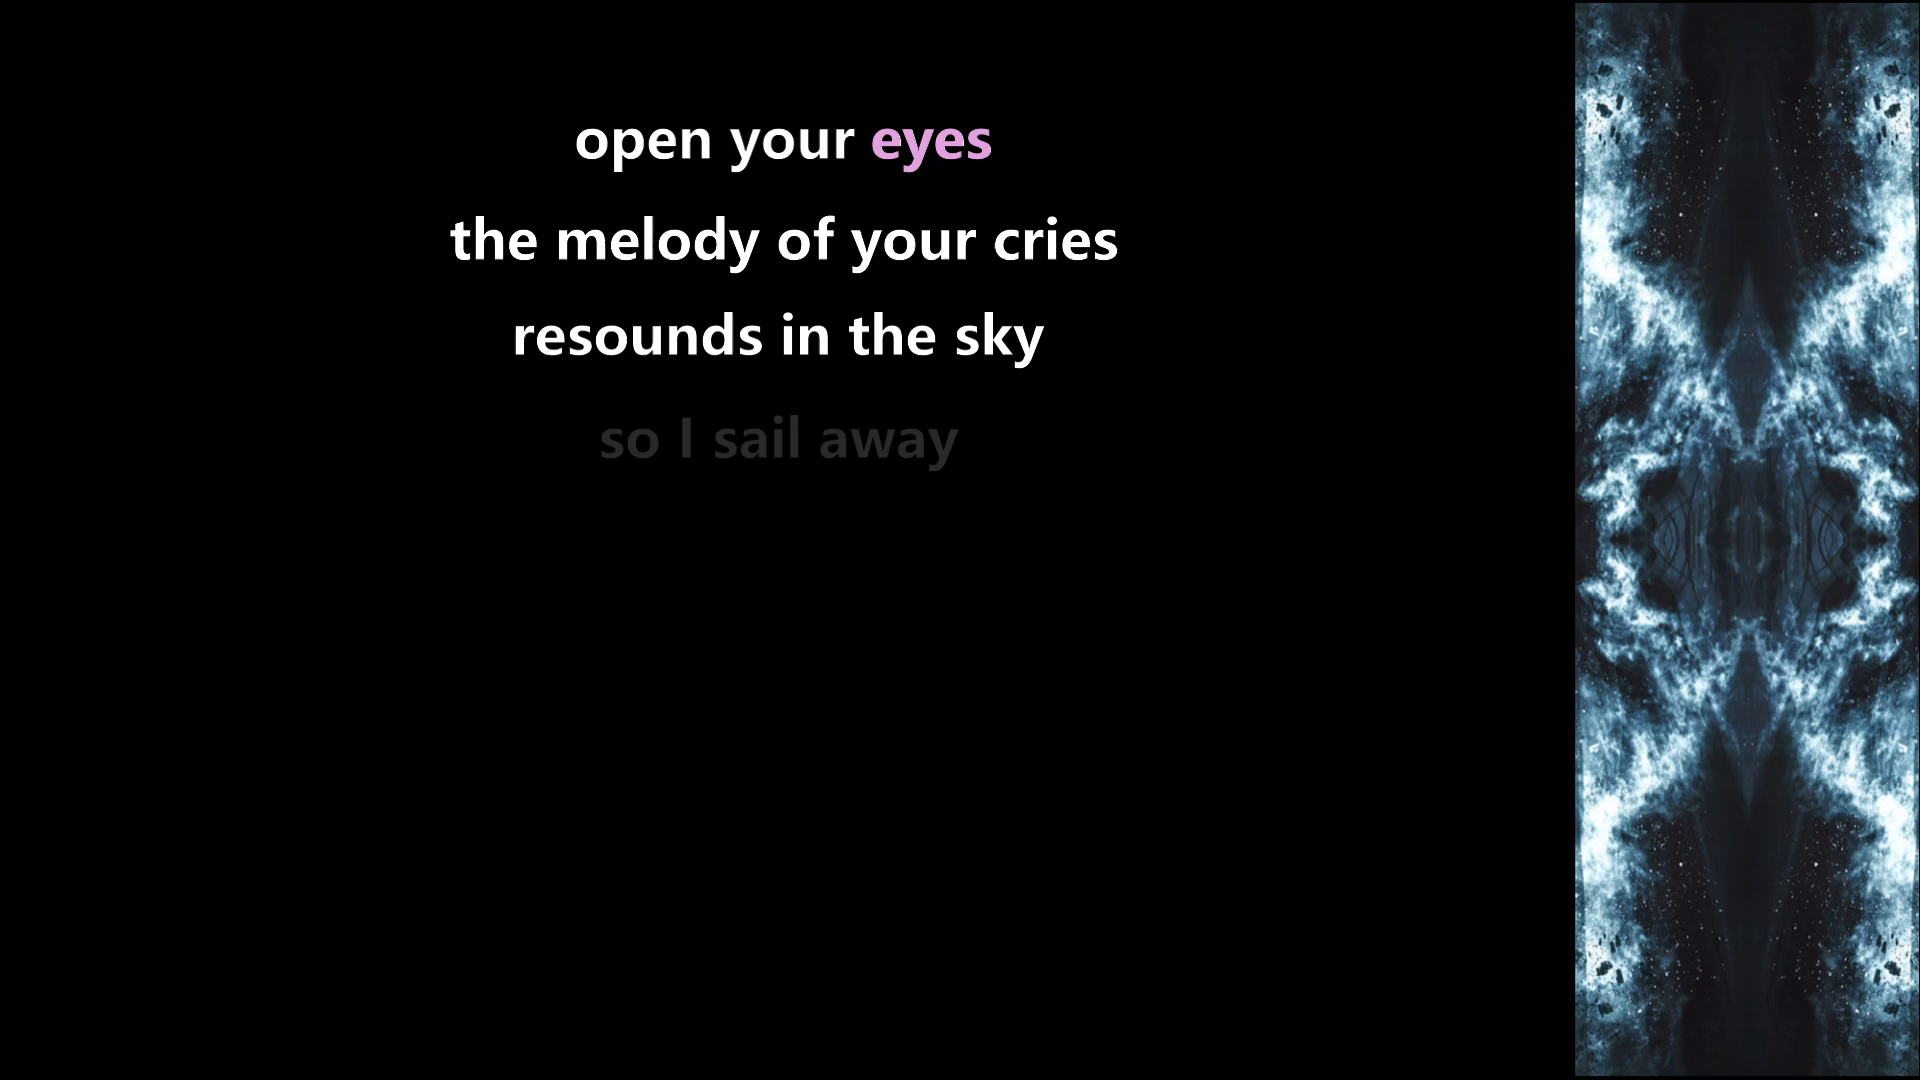 open your eyes
the melody of your cries
resounds in the sky
so I sail away